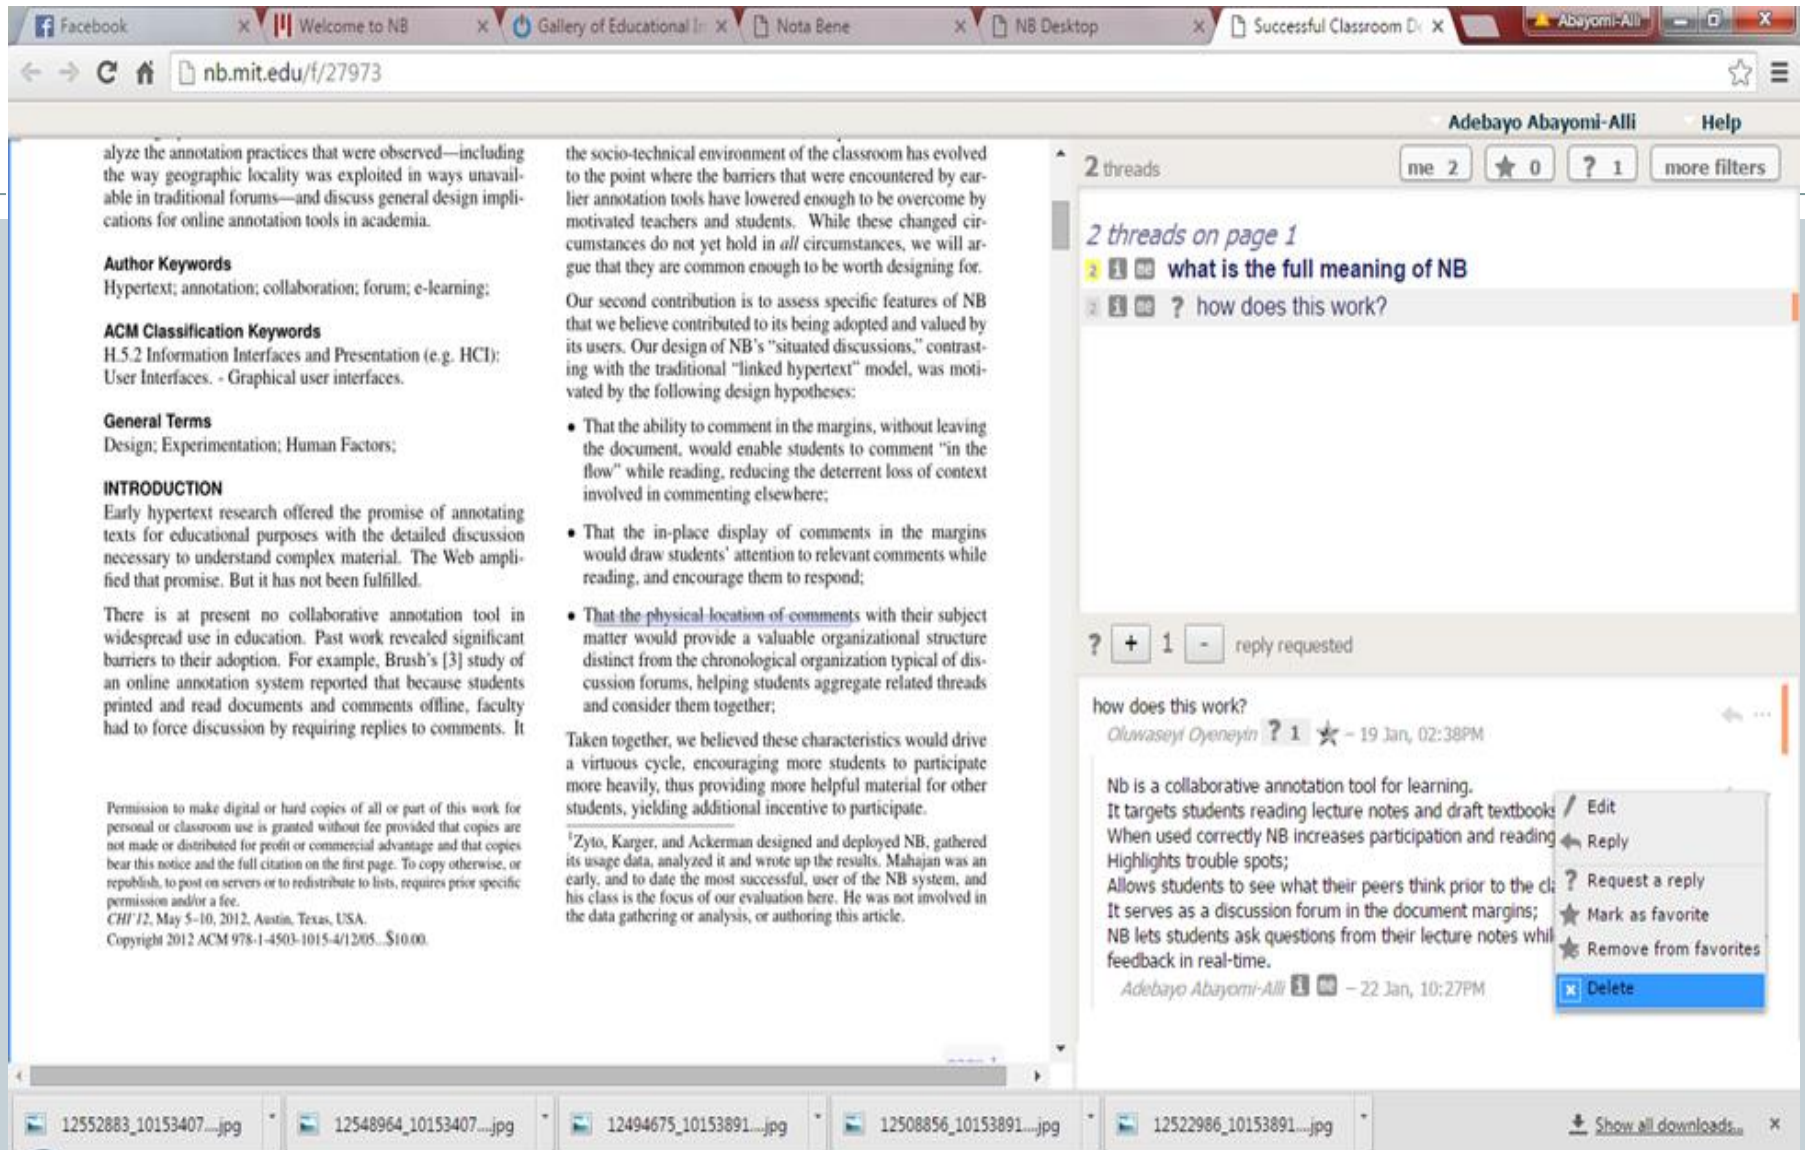 Facebook
Welcome to NB
Gallery of Educational In
Nota Bene
NB Desktop
Successful Classroom De
Abayomi-Alli
nb.mit.edu/f/27973
Adebayo Abayomi-Alli
Help
alyze the annotation practices that were observed—including
the way geographic locality was exploited in ways unavail-
able in traditional forums—and discuss general design impli-
cations for online annotation tools in academia.
Author Keywords
Hypertext; annotation; collaboration; forum; e-learning;
ACM Classification Keywords
H.5.2 Information Interfaces and Presentation (e.g. HCI):
User Interfaces. - Graphical user interfaces.
General Terms
Design; Experimentation; Human Factors;
INTRODUCTION
Early hypertext research offered the promise of annotating
texts for educational purposes with the detailed discussion
necessary to understand complex material. The Web ampli-
fied that promise. But it has not been fulfilled.
There is at present no collaborative annotation tool in
widespread use in education. Past work revealed significant
barriers to their adoption. For example, Brush's [3] study of
an online annotation system reported that because students
printed and read documents and comments offline, faculty
had to force discussion by requiring replies to comments. It
Permission to make digital or hard copies of all or part of this work for
personal or classroom use is granted without fee provided that copies are
not made or distributed for profit or commercial advantage and that copies
bear this notice and the full citation on the first page. To copy otherwise, or
republish, to post on servers or to redistribute to lists, requires prior specific
permission and/or a fee.
CHI'12, May 5–10, 2012, Austin, Texas, USA.
Copyright 2012 ACM 978-1-4503-1015-4/12/05...$10.00.
the socio-technical environment of the classroom has evolved
to the point where the barriers that were encountered by ear-
lier annotation tools have lowered enough to be overcome by
motivated teachers and students. While these changed cir-
cumstances do not yet hold in all circumstances, we will ar-
gue that they are common enough to be worth designing for.
Our second contribution is to assess specific features of NB
that we believe contributed to its being adopted and valued by
its users. Our design of NB's "situated discussions," contrast-
ing with the traditional "linked hypertext" model, was moti-
vated by the following design hypotheses:
• That the ability to comment in the margins, without leaving
the document, would enable students to comment "in the
flow" while reading, reducing the deterrent loss of context
involved in commenting elsewhere;
• That the in-place display of comments in the margins
would draw students' attention to relevant comments while
reading, and encourage them to respond;
• That the physical location of comments with their subject
matter would provide a valuable organizational structure
distinct from the chronological organization typical of dis-
cussion forums, helping students aggregate related threads
and consider them together;
Taken together, we believed these characteristics would drive
a virtuous cycle, encouraging more students to participate
more heavily, thus providing more helpful material for other
students, yielding additional incentive to participate.
1Zyto, Karger, and Ackerman designed and deployed NB, gathered
its usage data, analyzed it and wrote up the results. Mahajan was an
early, and to date the most successful, user of the NB system, and
his class is the focus of our evaluation here. He was not involved in
the data gathering or analysis, or authoring this article.
2 threads
me 2
★ 0
? 1
more filters
2 threads on page 1
2 i me what is the full meaning of NB
2 i me ? how does this work?
? + 1 - reply requested
how does this work?
Oluwaseyi Oyeneyin ? 1 – 19 Jan, 02:38PM
Nb is a collaborative annotation tool for learning.
It targets students reading lecture notes and draft textbooks
When used correctly NB increases participation and reading
Highlights trouble spots;
Allows students to see what their peers think prior to the cla
It serves as a discussion forum in the document margins;
NB lets students ask questions from their lecture notes whil
feedback in real-time.
Adebayo Abayomi-Alli i me – 22 Jan, 10:27PM
Edit
Reply
? Request a reply
Mark as favorite
Remove from favorites
x Delete
12552883_10153407....jpg
12548964_10153407....jpg
12494675_10153891....jpg
12508856_10153891....jpg
12522986_10153891....jpg
Show all downloads...